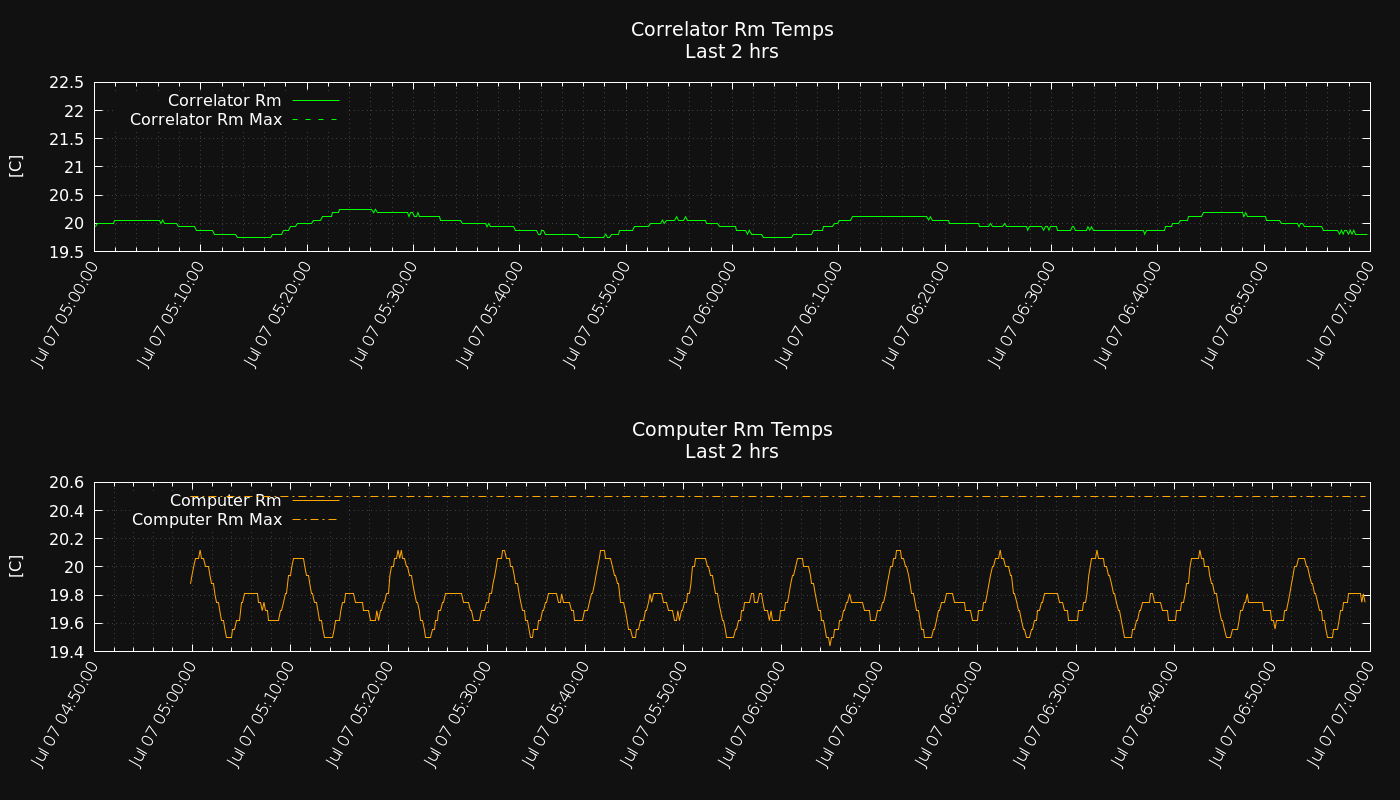 Correlator Rm Temps
Last 2 hrs
[C]
22.5
22
21.5
21
20.5
20
19.5
Correlator Rm
Correlator Rm Max
Jul 07 05:00:00
Jul 07 05:10:00
Jul 07 05:20:00
Jul 07 05:30:00
Jul 07 05:40:00
Jul 07 05:50:00
Jul 07 06:00:00
Jul 07 06:10:00
Jul 07 06:20:00
Jul 07 06:30:00
Jul 07 06:40:00
Jul 07 06:50:00
Jul 07 07:00:00
Computer Rm Temps
Last 2 hrs
[C]
20.6
20.4
20.2
20
19.8
19.6
19.4
Computer Rm
Computer Rm Max
Jul 07 04:50:00
Jul 07 05:00:00
Jul 07 05:10:00
Jul 07 05:20:00
Jul 07 05:30:00
Jul 07 05:40:00
Jul 07 05:50:00
Jul 07 06:00:00
Jul 07 06:10:00
Jul 07 06:20:00
Jul 07 06:30:00
Jul 07 06:40:00
Jul 07 06:50:00
Jul 07 07:00:00